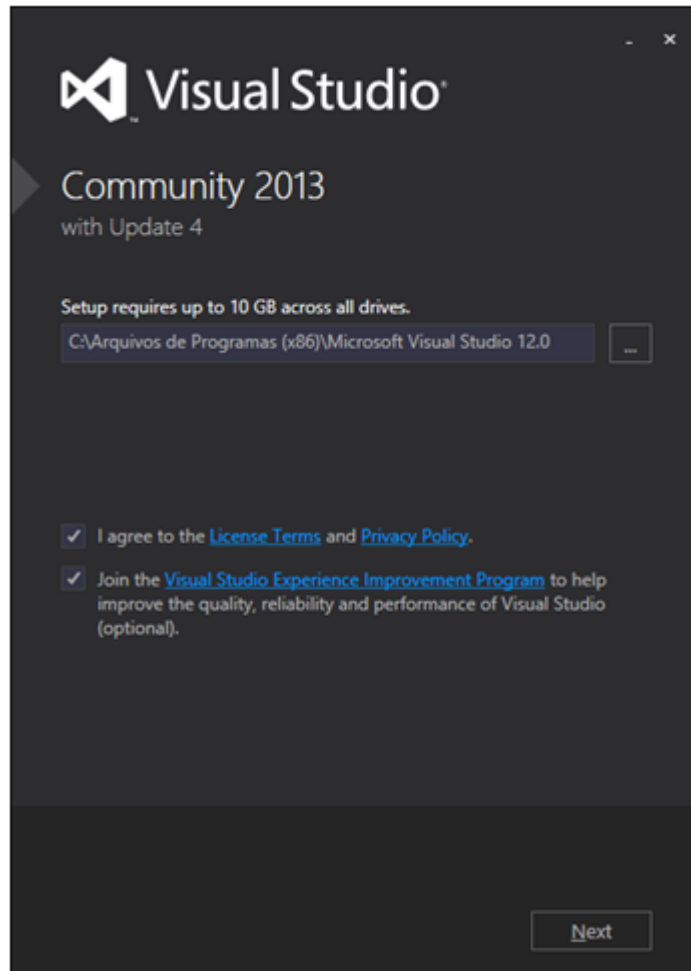 Visual Studio®
Community 2013
with Update 4
Setup requires up to 10 GB across all drives.
C:\Arquivos de Programas (x86)\Microsoft Visual Studio 12.0
...
I agree to the License Terms and Privacy Policy.
Join the Visual Studio Experience Improvement Program to help
improve the quality, reliability and performance of Visual Studio
(optional).
Next